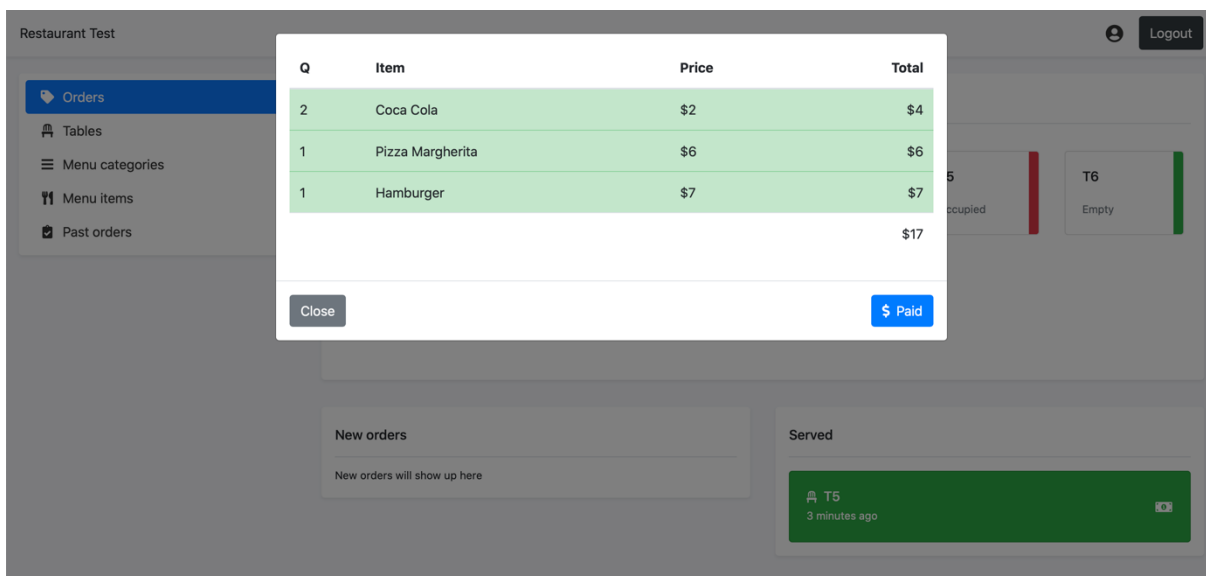 Restaurant Test
Logout
Orders
Tables
Menu categories
Menu items
Past orders
Q Item Price Total
2 Coca Cola $2 $4
1 Pizza Margherita $6 $6
1 Hamburger $7 $7
$17
Close
$ Paid
5
ccupied
T6
Empty
New orders
New orders will show up here
Served
T5
3 minutes ago